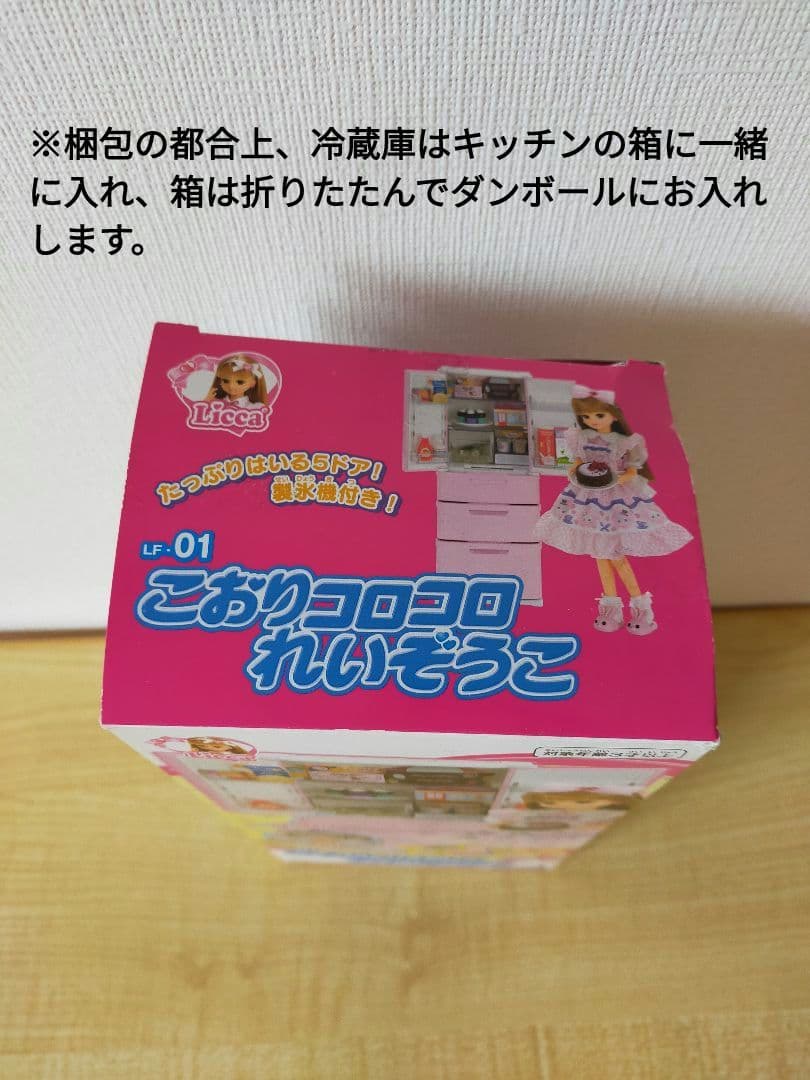 ※梱包の都合上、冷蔵庫はキッチンの箱に一緒
に入れ、箱は折りたたんでダンボールにお入れ
します。
Licca
たっぷりはいる5ドア!
製氷機付き!
LF-01
こおりコロコロ
れいぞうこ
Licca